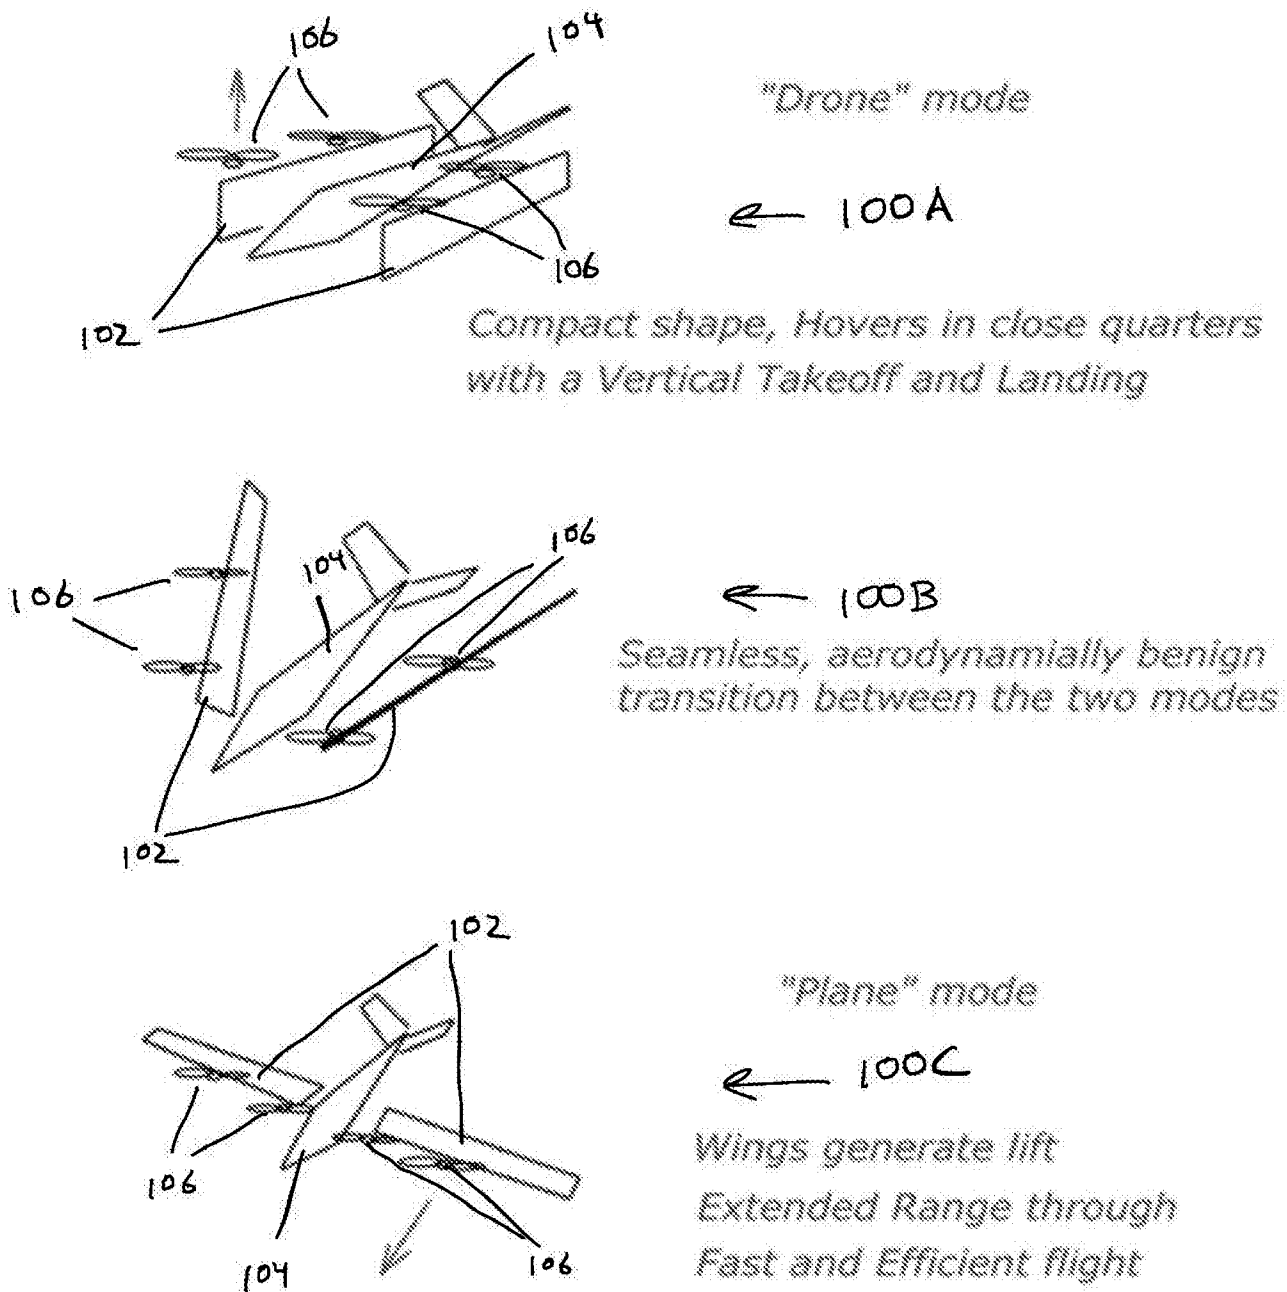 106
104
"Drone" mode
100A
106
102
Compact shape, Hovers in close quarters
with a Vertical Takeoff and Landing
106
104
106
100B
Seamless, aerodynamially benign
transition between the two modes
102
102
"Plane" mode
100C
Wings generate lift
106
Extended Range through
104
106
Fast and Efficient flight